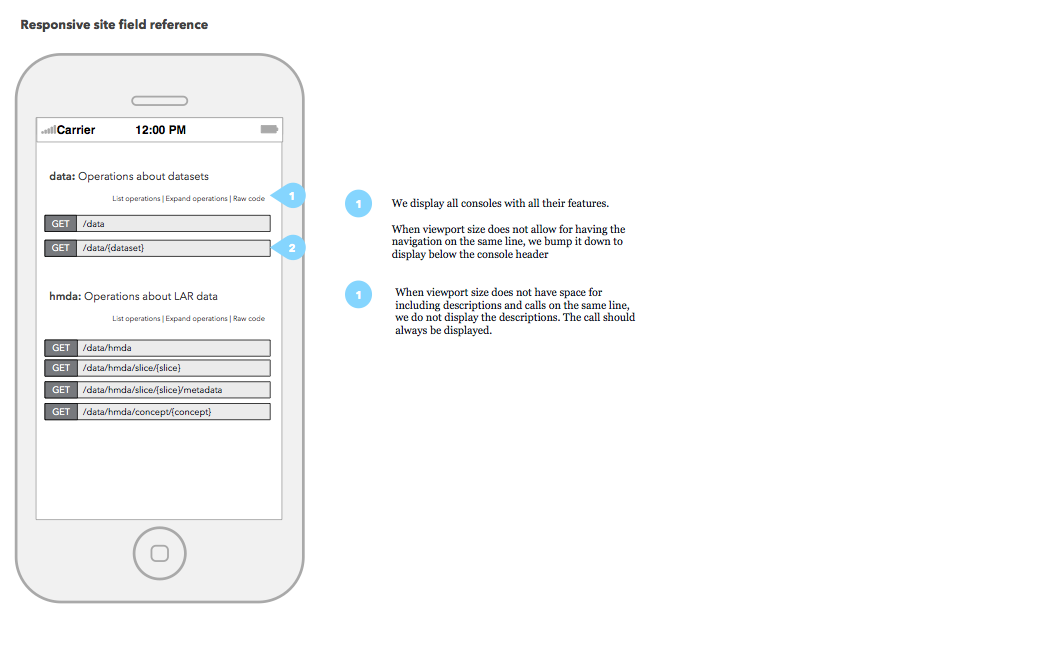 Responsive site field reference
Carrier 12:00 PM
data: Operations about datasets
List operations | Expand operations | Raw code
1
GET /data
GET /data/{dataset}
2
hmda: Operations about LAR data
List operations | Expand operations | Raw code
GET /data/hmda
GET /data/hmda/slice/{slice}
GET /data/hmda/slice/{slice}/metadata
GET /data/hmda/concept/{concept}
1
We display all consoles with all their features.
When viewport size does not allow for having the
navigation on the same line, we bump it down to
display below the console header
1
When viewport size does not have space for
including descriptions and calls on the same line,
we do not display the descriptions. The call should
always be displayed.